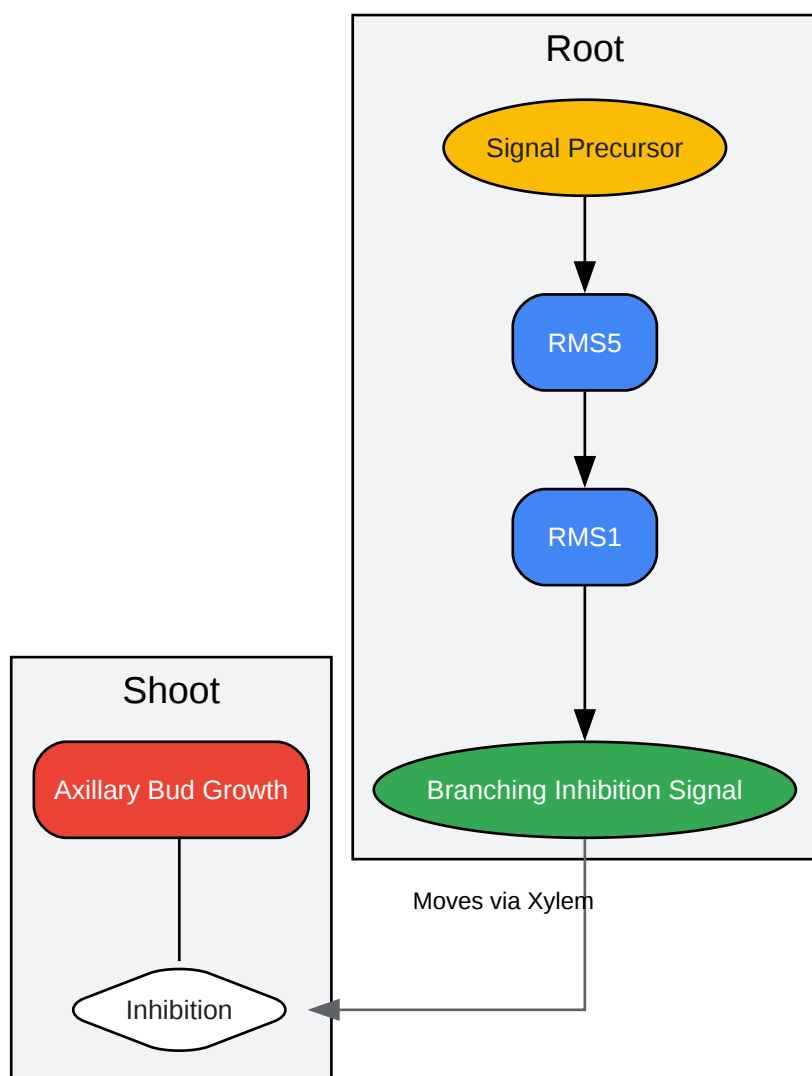 Root
Signal Precursor
RMS5
RMS1
Shoot
Axillary Bud Growth
Branching Inhibition Signal
Moves via Xylem
Inhibition